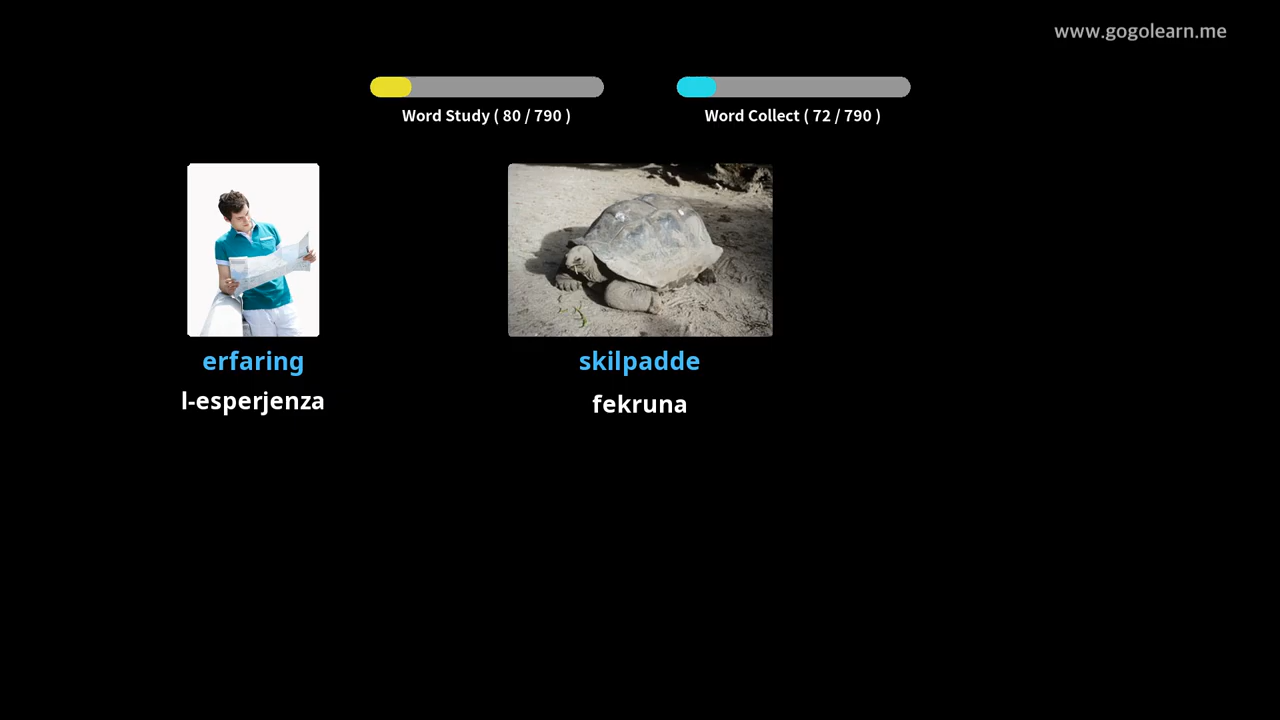 www.gogolearn.me
Word Study ( 80 / 790 )
Word Collect ( 72 / 790 )
erfaring
l-esperjenza
skilpadde
fekruna